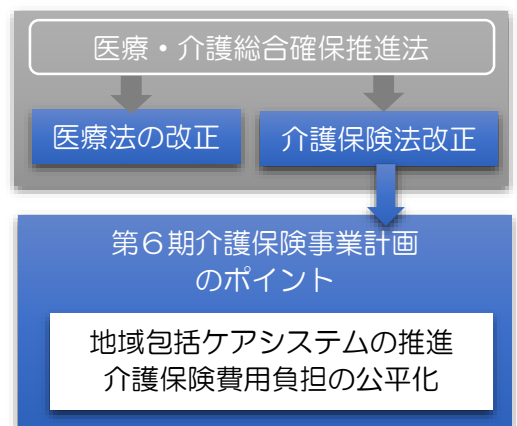 医療・介護総合確保推進法
医療法の改正
介護保険法改正
第６期介護保険事業計画
のポイント
地域包括ケアシステムの推進
介護保険費用負担の公平化